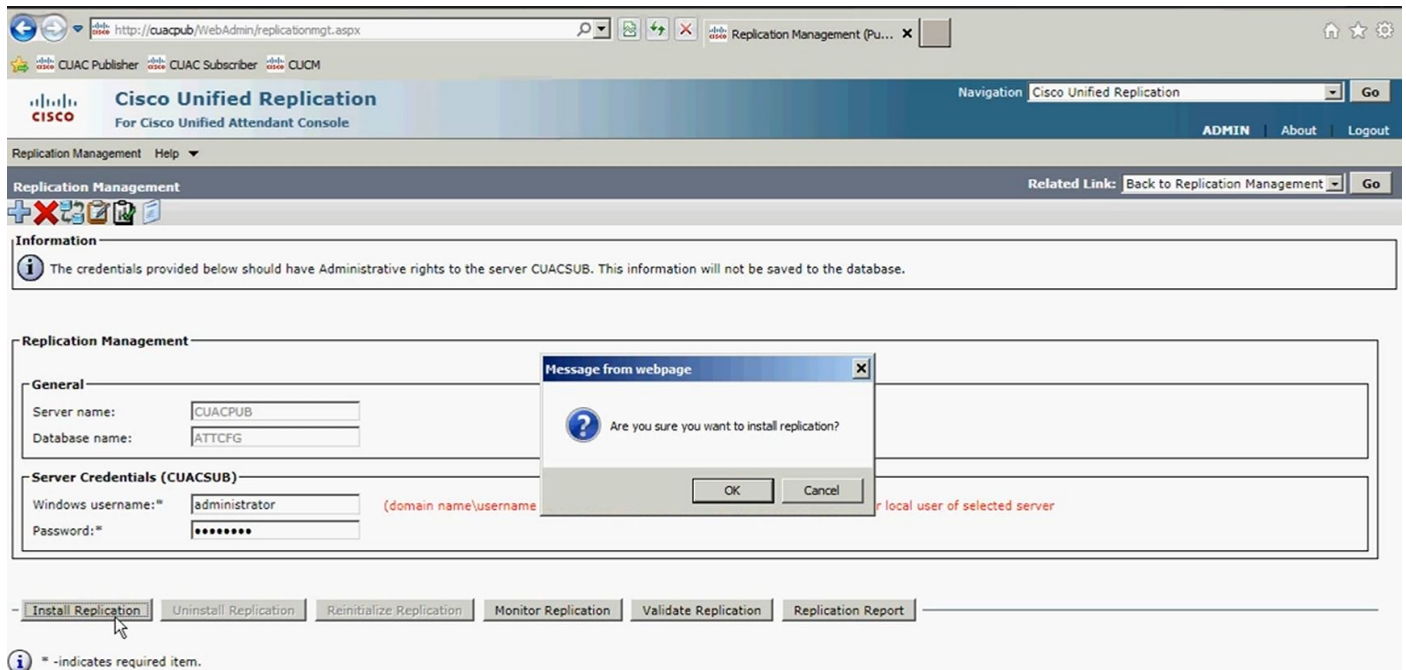 http://cuacpub/WebAdmin/replicationmgt.aspx
Replication Management (Pu...
CUAC Publisher CUAC Subscriber CUCM
CISCO
Cisco Unified Replication
For Cisco Unified Attendant Console
Navigation Cisco Unified Replication Go
ADMIN About Logout
Replication Management Help
Replication Management
Related Link: Back to Replication Management Go
Information
The credentials provided below should have Administrative rights to the server CUACSUB. This information will not be saved to the database.
Replication Management
General
Server name: CUACPUB
Database name: ATTCFG
Message from webpage
Are you sure you want to install replication?
OK Cancel
Server Credentials (CUACSUB)
Windows username:* administrator (domain name\username
r local user of selected server
Password:* ••••••••
- Install Replication Uninstall Replication Reinitialize Replication Monitor Replication Validate Replication Replication Report
* -indicates required item.